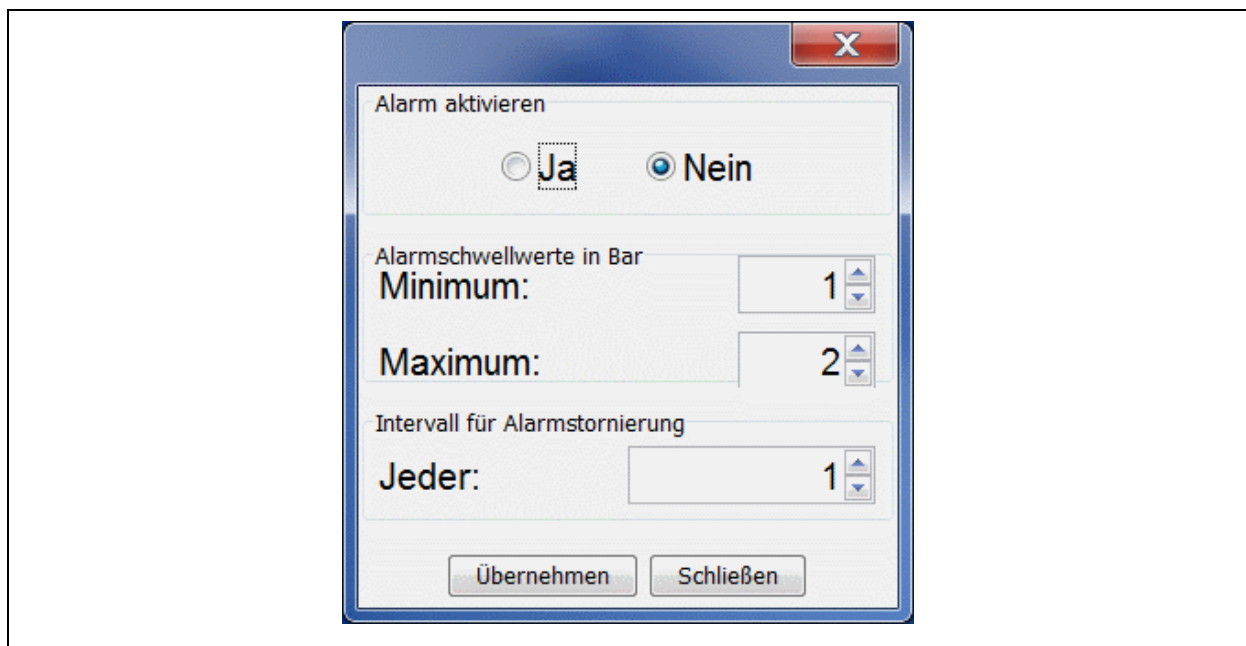 X
Alarm aktivieren
Ja Nein
Alarmschwellwerte in Bar
Minimum: 1
Maximum: 2
Intervall für Alarmstornierung
Jeder: 1
Übernehmen Schließen